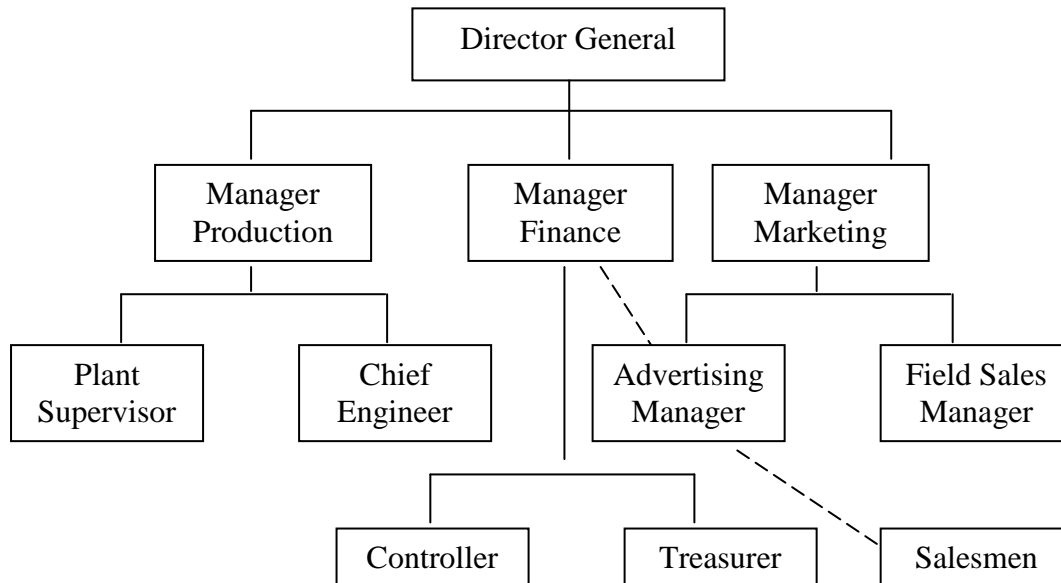 Director General
Manager
Production
Manager
Finance
Manager
Marketing
Plant
Supervisor
Chief
Engineer
Advertising
Manager
Field Sales
Manager
Controller
Treasurer
Salesmen